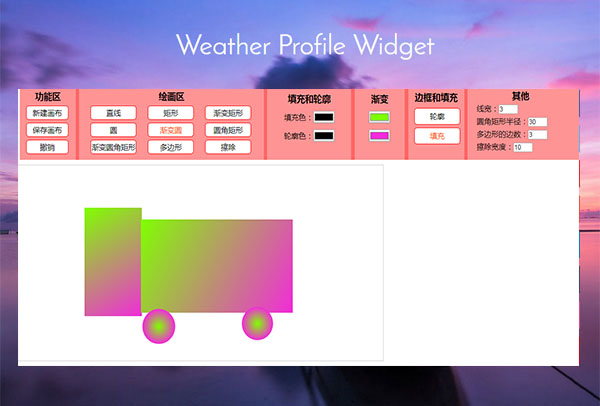 Weather Profile Widget
功能区
新建画布
保存画布
撤销
绘画区
直线
矩形
渐变矩形
圆
渐变圆
圆角矩形
渐变圆角矩形
多边形
擦除
填充和轮廓
填充色：
轮廓色：
渐变
边框和填充
轮廓
填充
其他
线宽：3
圆角矩形半径：30
多边形的边数：3
擦除宽度：10